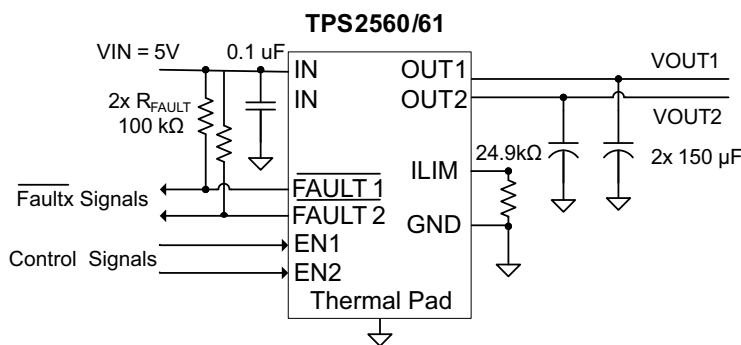 TPS2560/61
VIN = 5V
0.1 uF
2x RFAULT
100 kΩ
IN
IN
OUT1
OUT2
VOUT1
VOUT2
24.9kΩ
2x 150 µF
ILIM
Faultx Signals
FAULT 1
FAULT 2
GND
Control Signals
EN1
EN2
Thermal Pad